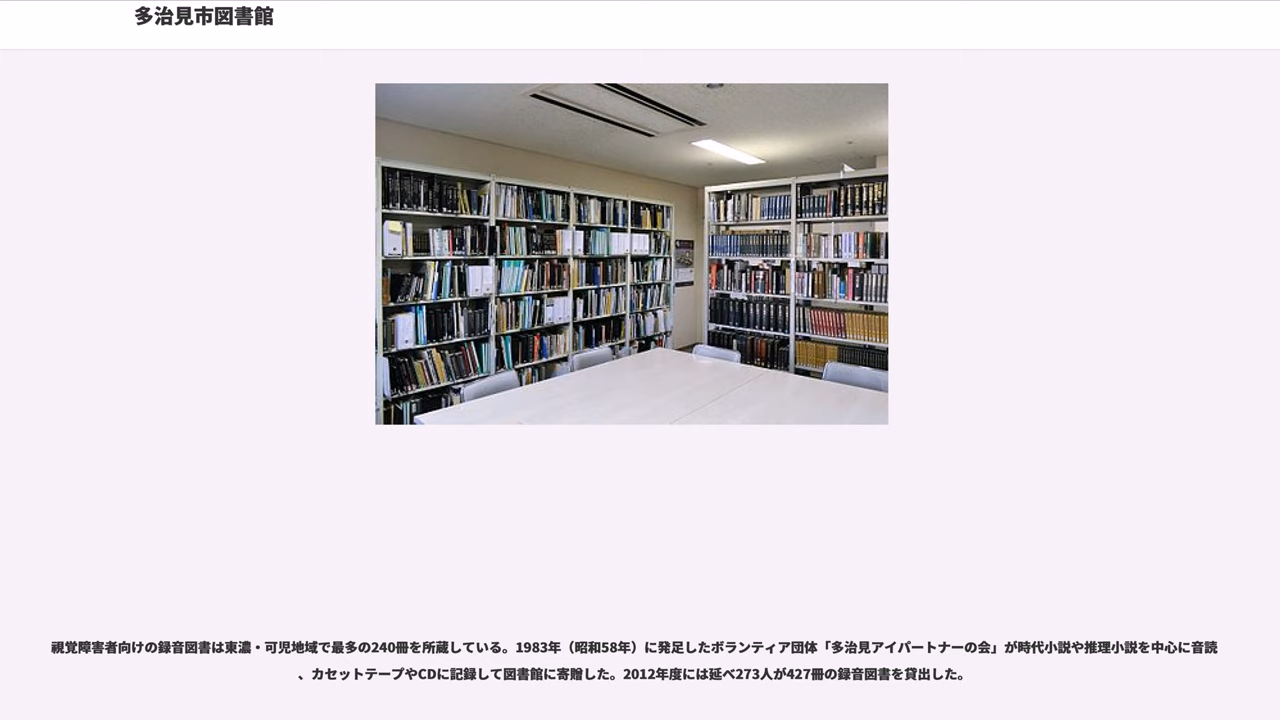 多治見市図書館
視覚障害者向けの録音図書は東濃・可児地域で最多の240冊を所蔵している。1983年（昭和58年）に発足したボランティア団体「多治見アイパートナーの会」が時代小説や推理小説を中心に音読
、カセットテープやCDに記録して図書館に寄贈した。2012年度には延べ273人が427冊の録音図書を貸出した。